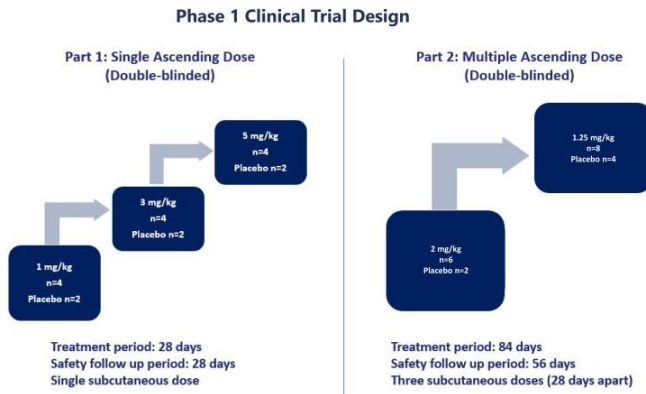 Phase 1 Clinical Trial Design
Part 1: Single Ascending Dose
(Double-blinded)
5 mg/kg
n=4
Placebo n=2
3 mg/kg
n=4
Placebo n=2
1 mg/kg
n=4
Placebo n=2
Treatment period: 28 days
Safety follow up period: 28 days
Single subcutaneous dose
Part 2: Multiple Ascending Dose
(Double-blinded)
1.25 mg/kg
n=8
Placebo n=4
2 mg/kg
n=6
Placebo n=2
Treatment period: 84 days
Safety follow up period: 56 days
Three subcutaneous doses (28 days apart)